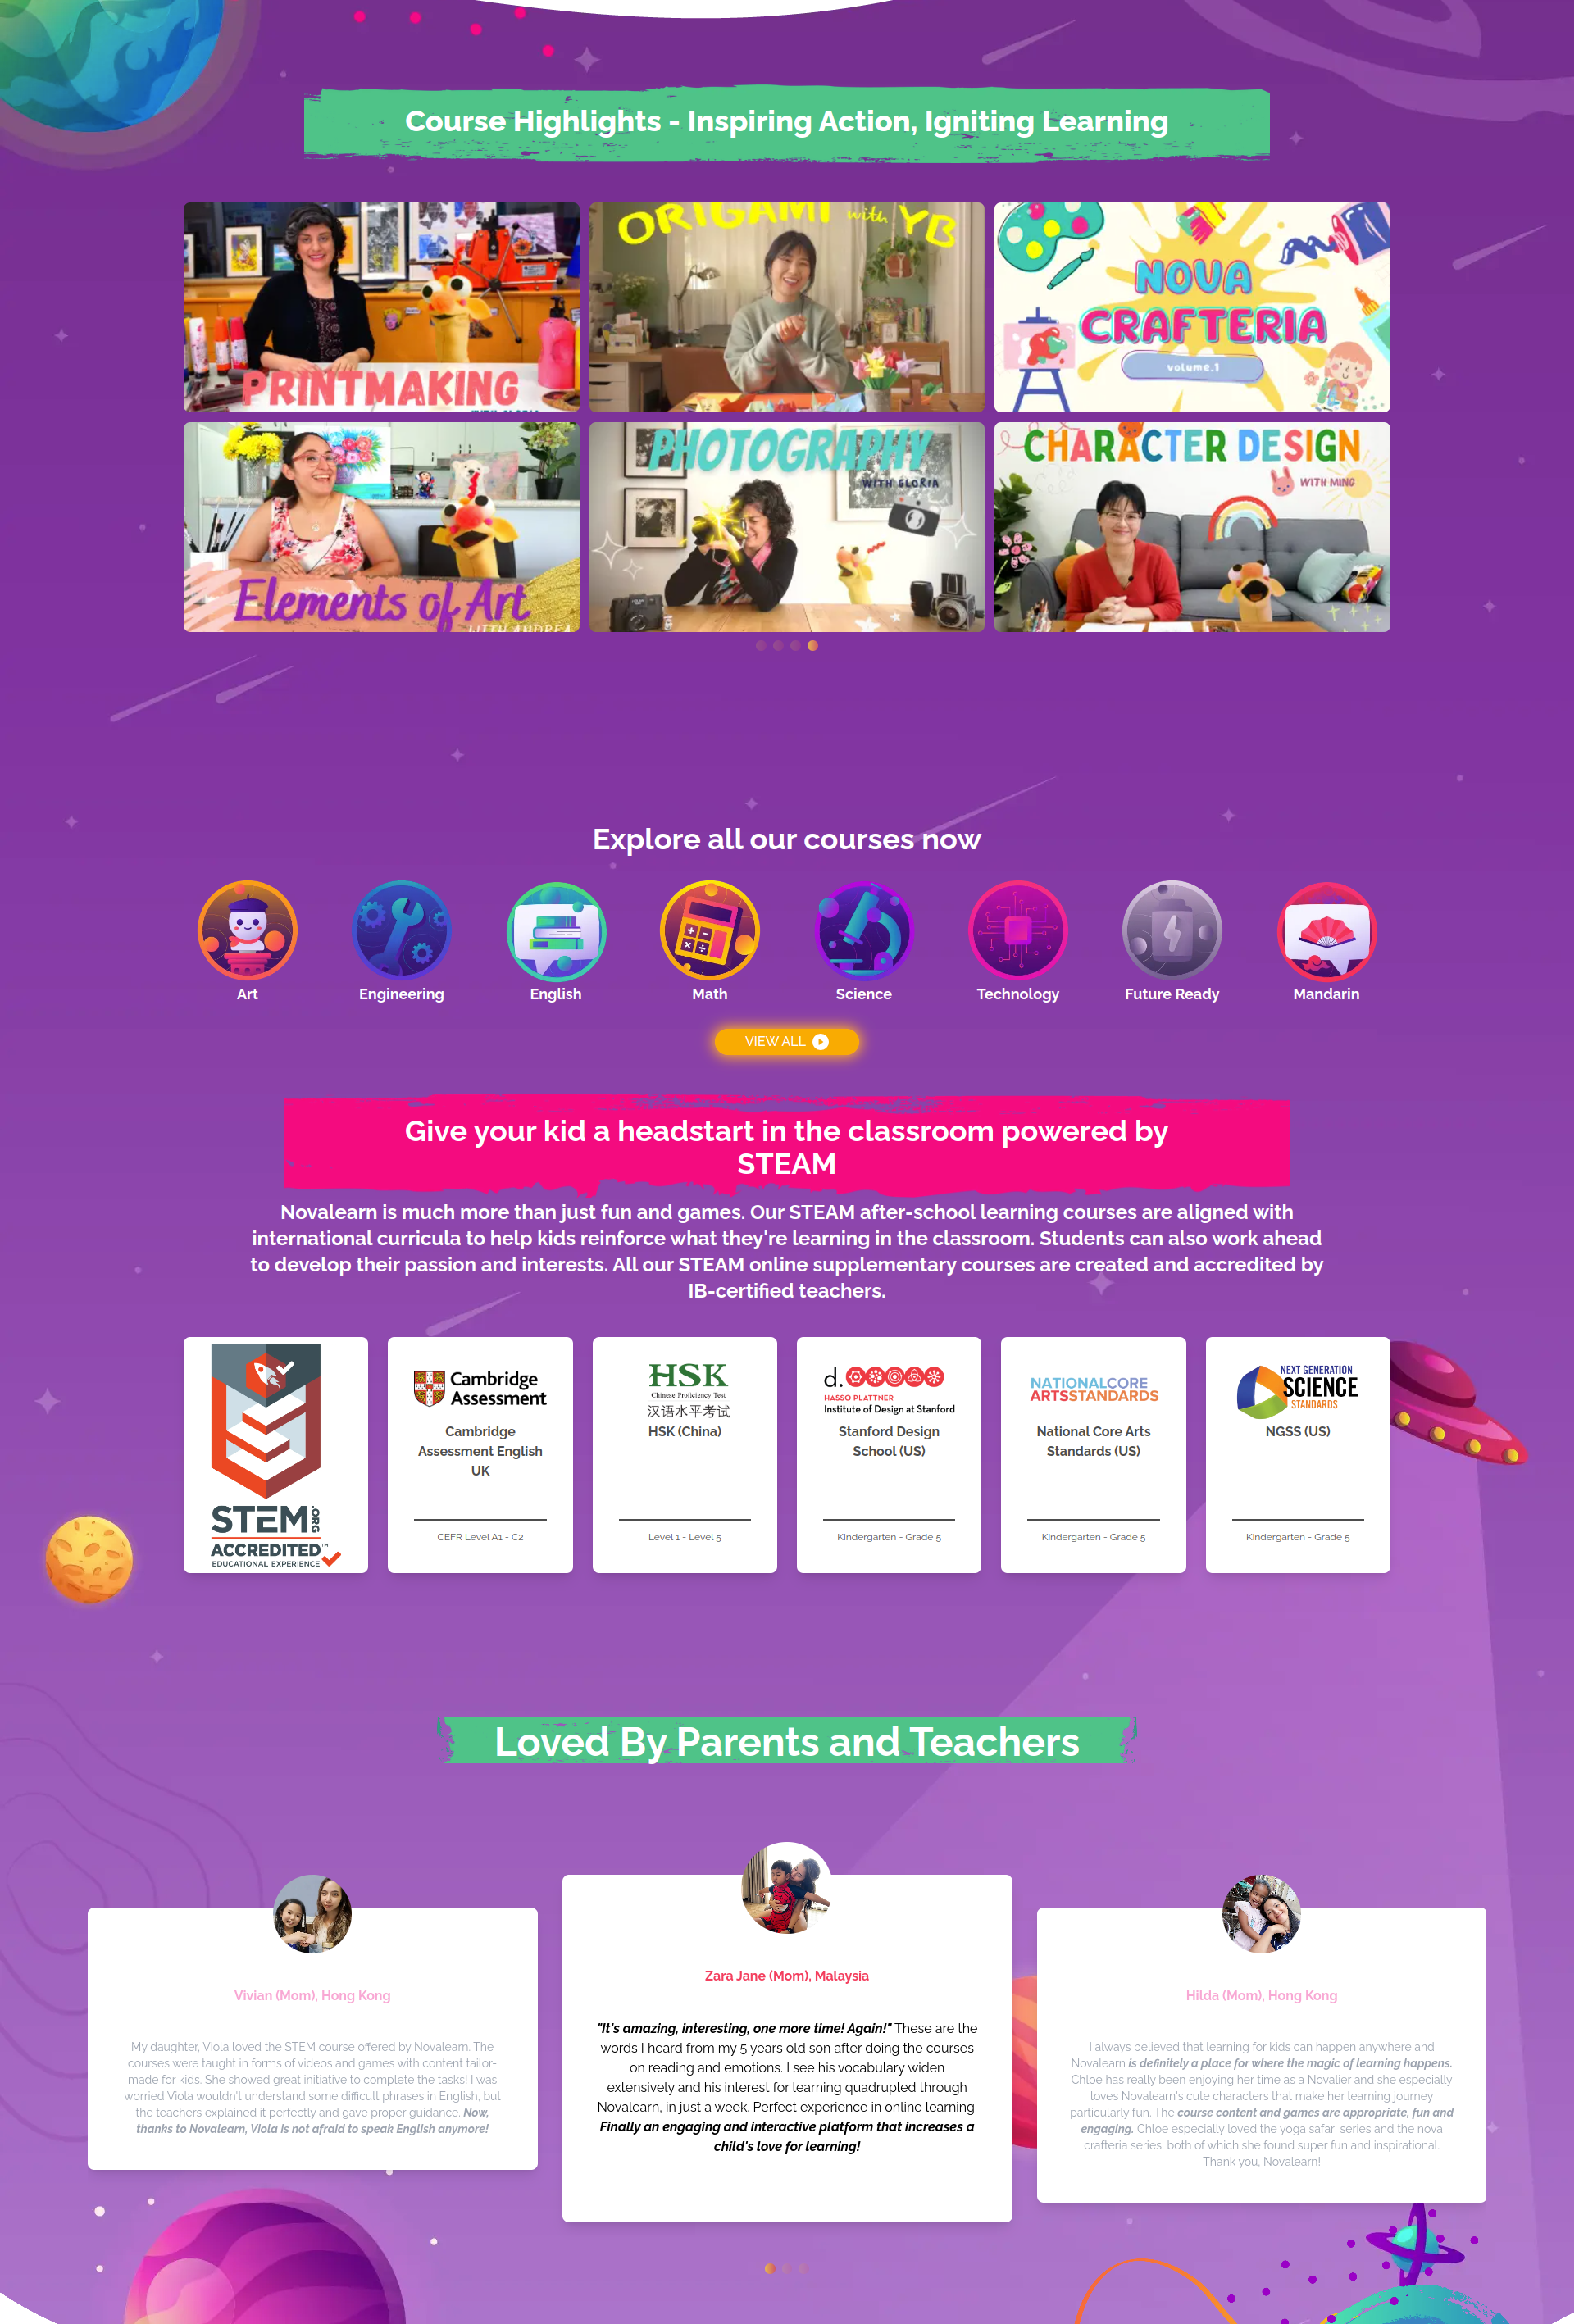 Course Highlights - Inspiring Action, Igniting Learning
PRINTMAKING
ORIGAMI with YB
NOVA
CRAFTERIA
volume.1
Elements of Art
PHOTOGRAPHY
WITH GLORIA
CHARACTER DESIGN
WITH MING
Explore all our courses now
Art
Engineering
English
Math
Science
Technology
Future Ready
Mandarin
VIEW ALL
Give your kid a headstart in the classroom powered by
STEAM
Novalearn is much more than just fun and games. Our STEAM after-school learning courses are aligned with
international curricula to help kids reinforce what they're learning in the classroom. Students can also work ahead
to develop their passion and interests. All our STEAM online supplementary courses are created and accredited by
IB-certified teachers.
STEM.ORG
ACCREDITED™
EDUCATIONAL EXPERIENCE
Cambridge
Assessment
Cambridge
Assessment English
UK
CEFR Level A1 - C2
HSK
Chinese Proficiency Test
汉语水平考试
HSK (China)
Level 1 - Level 5
d.
HASSO PLATTNER
Institute of Design at Stanford
Stanford Design
School (US)
Kindergarten - Grade 5
NATIONALCORE
ARTSSTANDARDS
National Core Arts
Standards (US)
Kindergarten - Grade 5
NEXT GENERATION
SCIENCE
STANDARDS
NGSS (US)
Kindergarten - Grade 5
Loved By Parents and Teachers
Vivian (Mom), Hong Kong
My daughter, Viola loved the STEM course offered by Novalearn. The
courses were taught in forms of videos and games with content tailor-
made for kids. She showed great initiative to complete the tasks! I was
worried Viola wouldn't understand some difficult phrases in English, but
the teachers explained it perfectly and gave proper guidance. Now,
thanks to Novalearn, Viola is not afraid to speak English anymore!
Zara Jane (Mom), Malaysia
"It's amazing, interesting, one more time! Again!" These are the
words I heard from my 5 years old son after doing the courses
on reading and emotions. I see his vocabulary widen
extensively and his interest for learning quadrupled through
Novalearn, in just a week. Perfect experience in online learning.
Finally an engaging and interactive platform that increases a
child's love for learning!
Hilda (Mom), Hong Kong
I always believed that learning for kids can happen anywhere and
Novalearn is definitely a place for where the magic of learning happens.
Chloe has really been enjoying her time as a Novalier and she especially
loves Novalearn's cute characters that make her learning journey
particularly fun. The course content and games are appropriate, fun and
engaging. Chloe especially loved the yoga safari series and the nova
crafteria series, both of which she found super fun and inspirational.
Thank you, Novalearn!